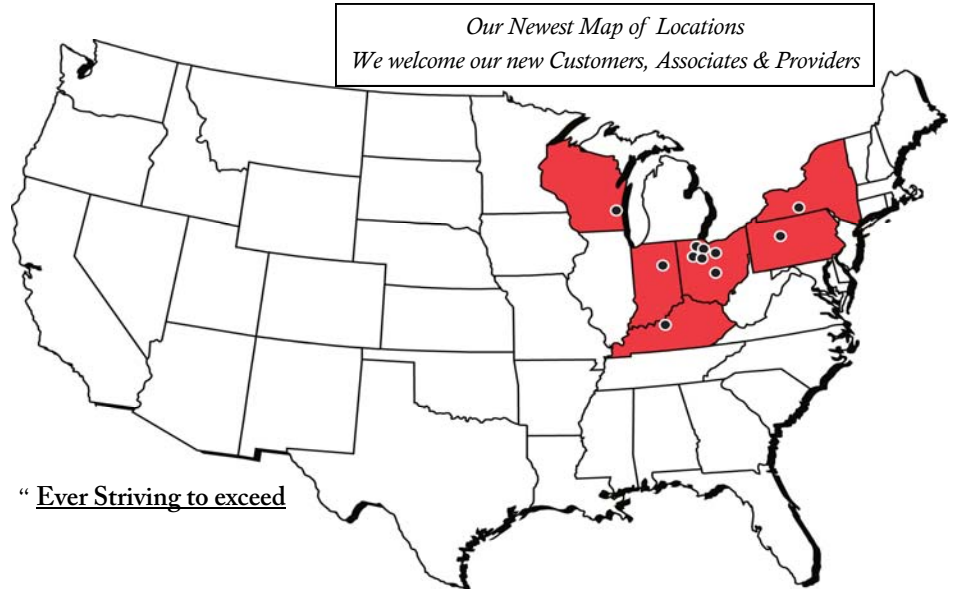 Our Newest Map of Locations
We welcome our new Customers, Associates & Providers
“ Ever Striving to exceed